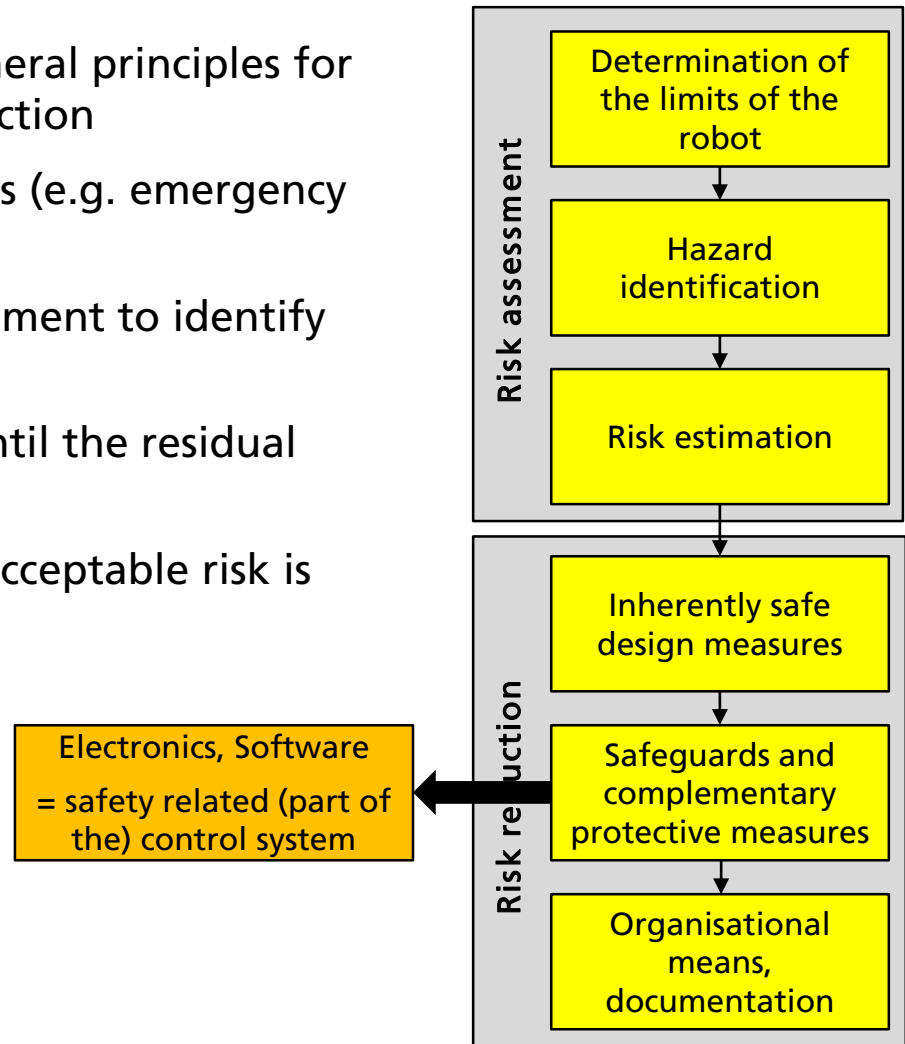 neral principles for
ction
s (e.g. emergency
ment to identify
ntil the residual
cceptable risk is
Risk assessment
Determination of
the limits of the
robot
Hazard
identification
Risk estimation
Risk re uction
Inherently safe
design measures
Safeguards and
complementary
protective measures
Organisational
means,
documentation
Electronics, Software
= safety related (part of
the) control system